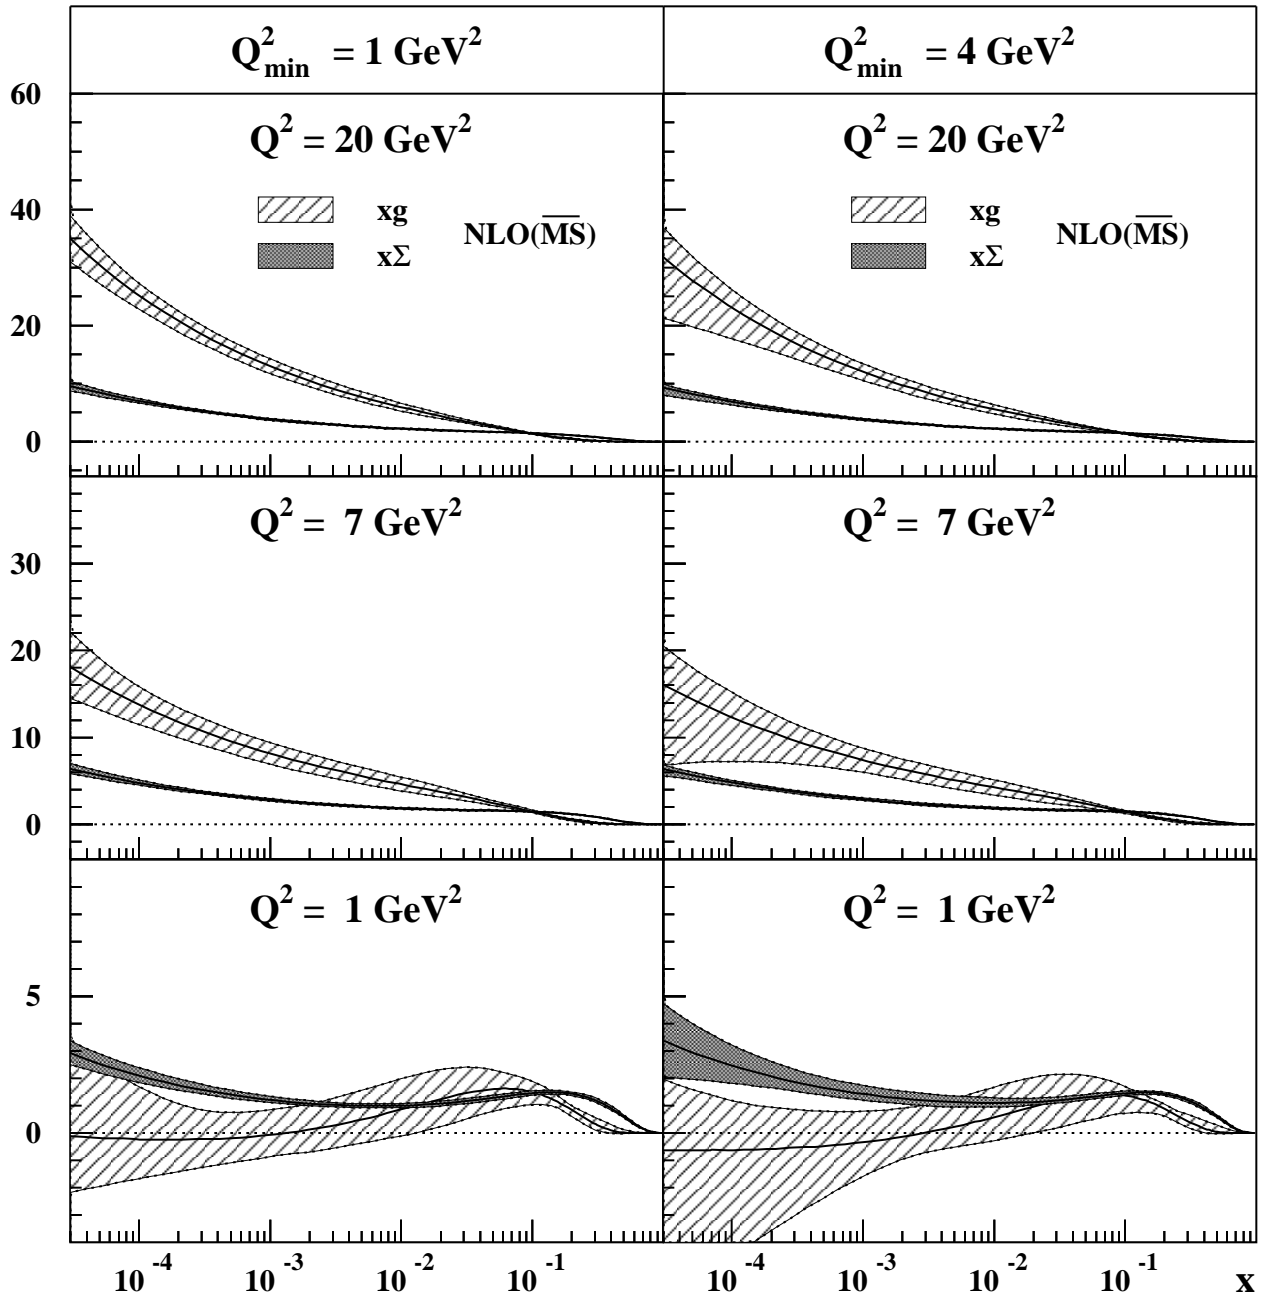 Q²min = 1 GeV² Q²min = 4 GeV²
60
Q² = 20 GeV² Q² = 20 GeV²
40
xg xg
NLO(M̅S̅) NLO(M̅S̅)
xΣ xΣ
20
0
Q² = 7 GeV² Q² = 7 GeV²
30
20
10
0
Q² = 1 GeV² Q² = 1 GeV²
5
0
10⁻⁴ 10⁻³ 10⁻² 10⁻¹ 10⁻⁴ 10⁻³ 10⁻² 10⁻¹ x